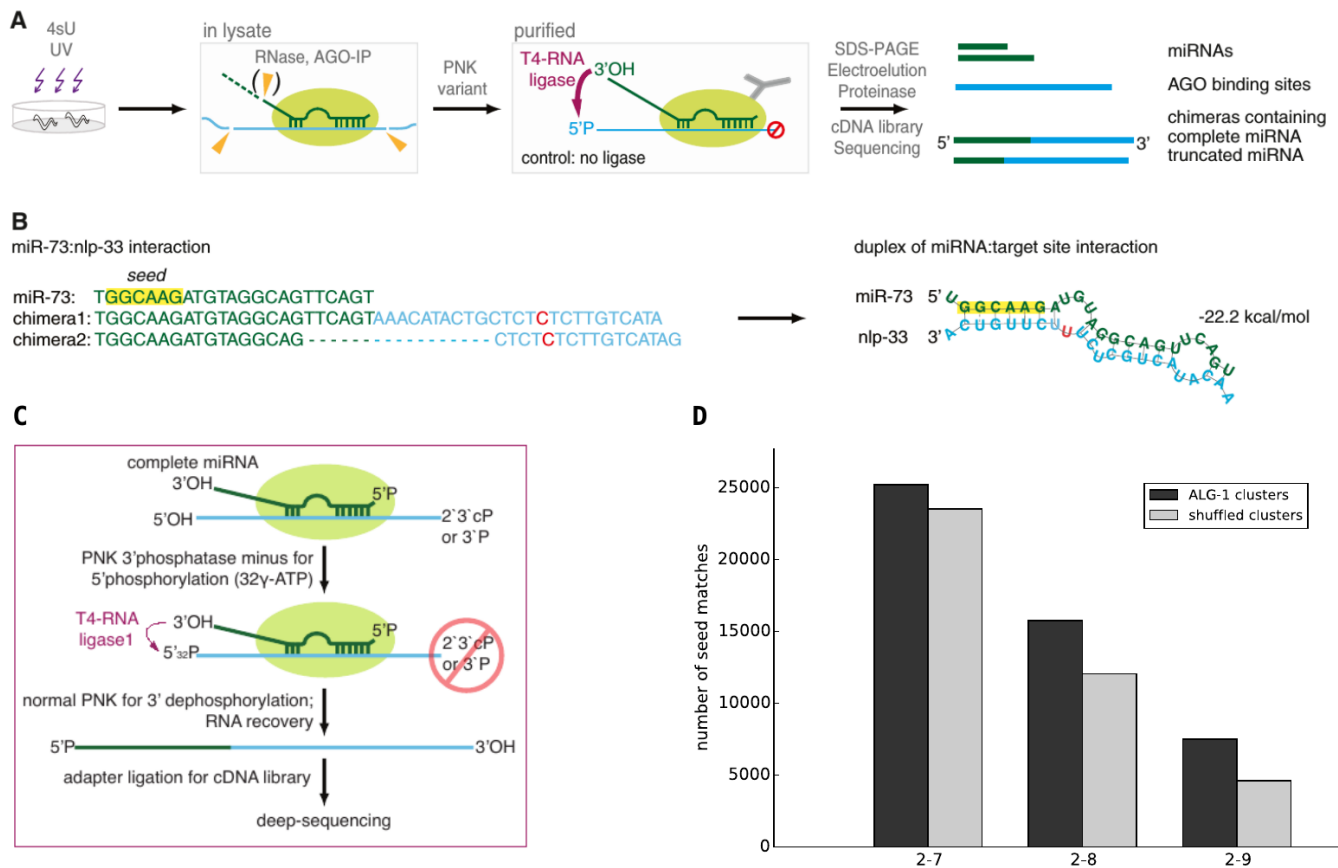 A
4sU
UV
in lysate
RNase, AGO-IP
( )
PNK
variant
purified
T4-RNA
ligase
3'OH
5'P
control: no ligase
SDS-PAGE
Electroelution
Proteinase
cDNA library
Sequencing
miRNAs
AGO binding sites
chimeras containing
5' 3' complete miRNA
truncated miRNA
B
miR-73:nlp-33 interaction
seed
miR-73: TGGCAAGATGTAGGCAGTTCAGT
chimera1: TGGCAAGATGTAGGCAGTTCAGTAAACATACTGCTCTCTCTTGTCATA
chimera2: TGGCAAGATGTAGGCAG - - - - - - - - - - - - - - - - - CTCTCTCTTGTCATAG
duplex of miRNA:target site interaction
miR-73 5' UGGCAAGAUGUAGGCAGUUCAGU
nlp-33 3' ACUGUUCUUUCUCGUCAUACAA
-22.2 kcal/mol
C
complete miRNA
3'OH
5'P
5'OH
2`3`cP
or 3`P
PNK 3'phosphatase minus for
5'phosphorylation (32γ-ATP)
T4-RNA
ligase1
3'OH
5'P
5'32P
2`3`cP
or 3`P
normal PNK for 3' dephosphorylation;
RNA recovery
5'P 3'OH
adapter ligation for cDNA library
deep-sequencing
D
number of seed matches
25000
20000
15000
10000
5000
0
ALG-1 clusters
shuffled clusters
2-7 2-8 2-9